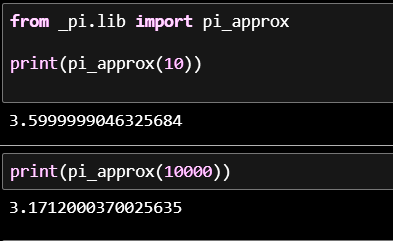 from _pi.lib import pi_approx
print(pi_approx(10))
3.5999999046325684
print(pi_approx(10000))
3.1712000370025635